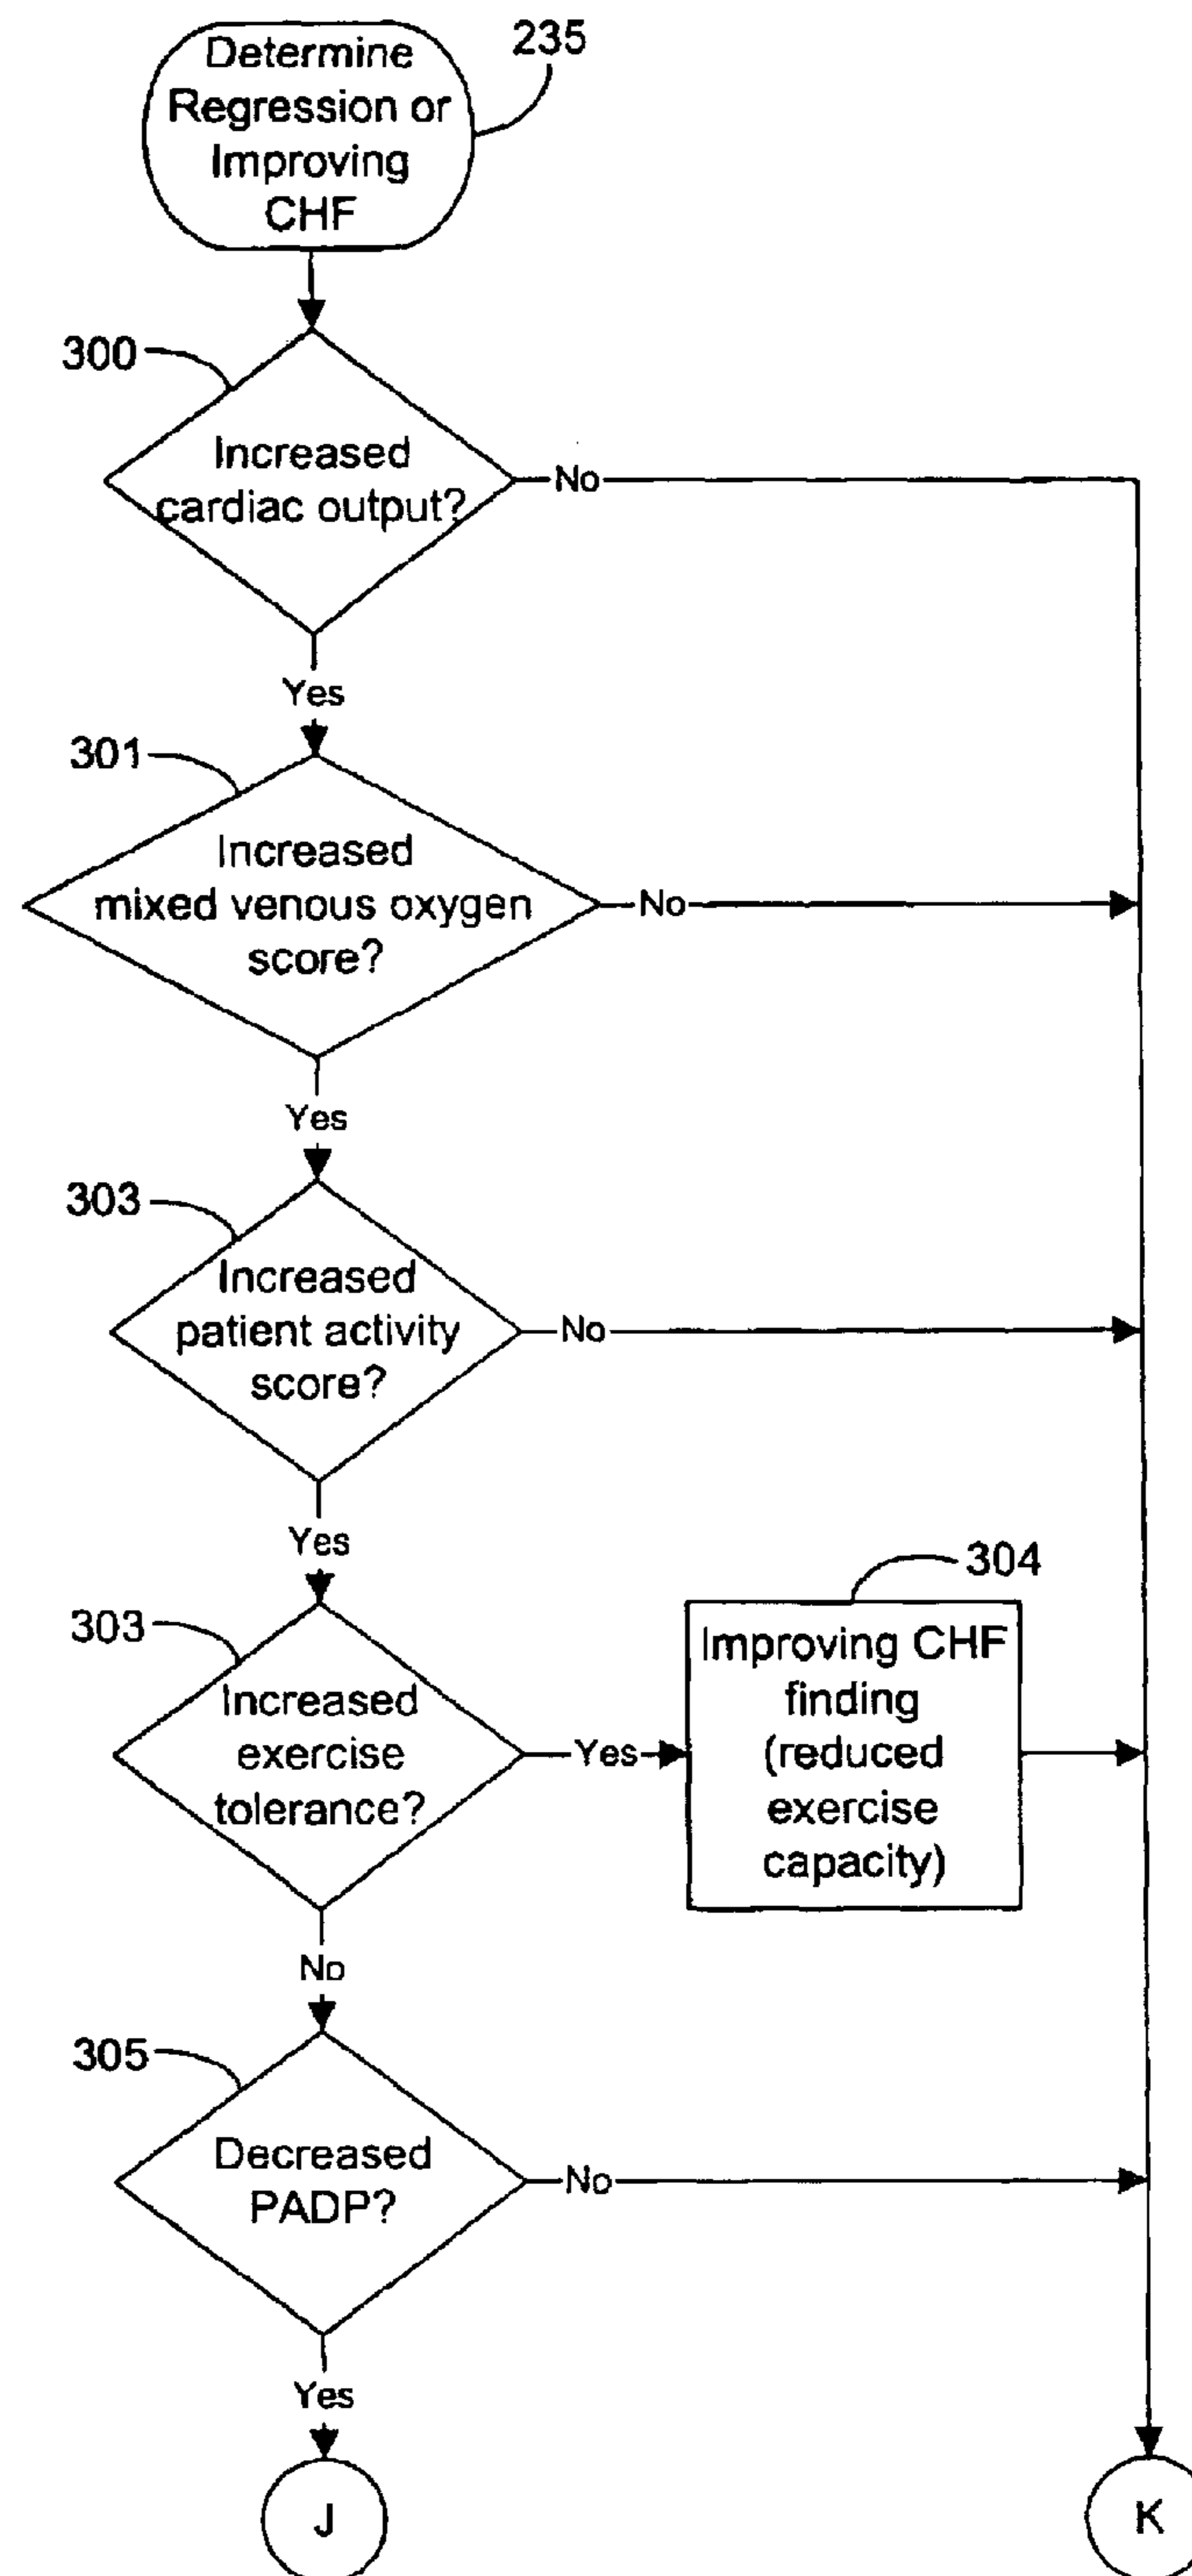 235
Determine
Regression or
Improving
CHF
300
Increased
cardiac output?
No
Yes
301
Increased
mixed venous oxygen
score?
No
Yes
303
Increased
patient activity
score?
No
Yes
303
Increased
exercise
tolerance?
Yes
304
Improving CHF
finding
(reduced
exercise
capacity)
No
305
Decreased
PADP?
No
Yes
J
K